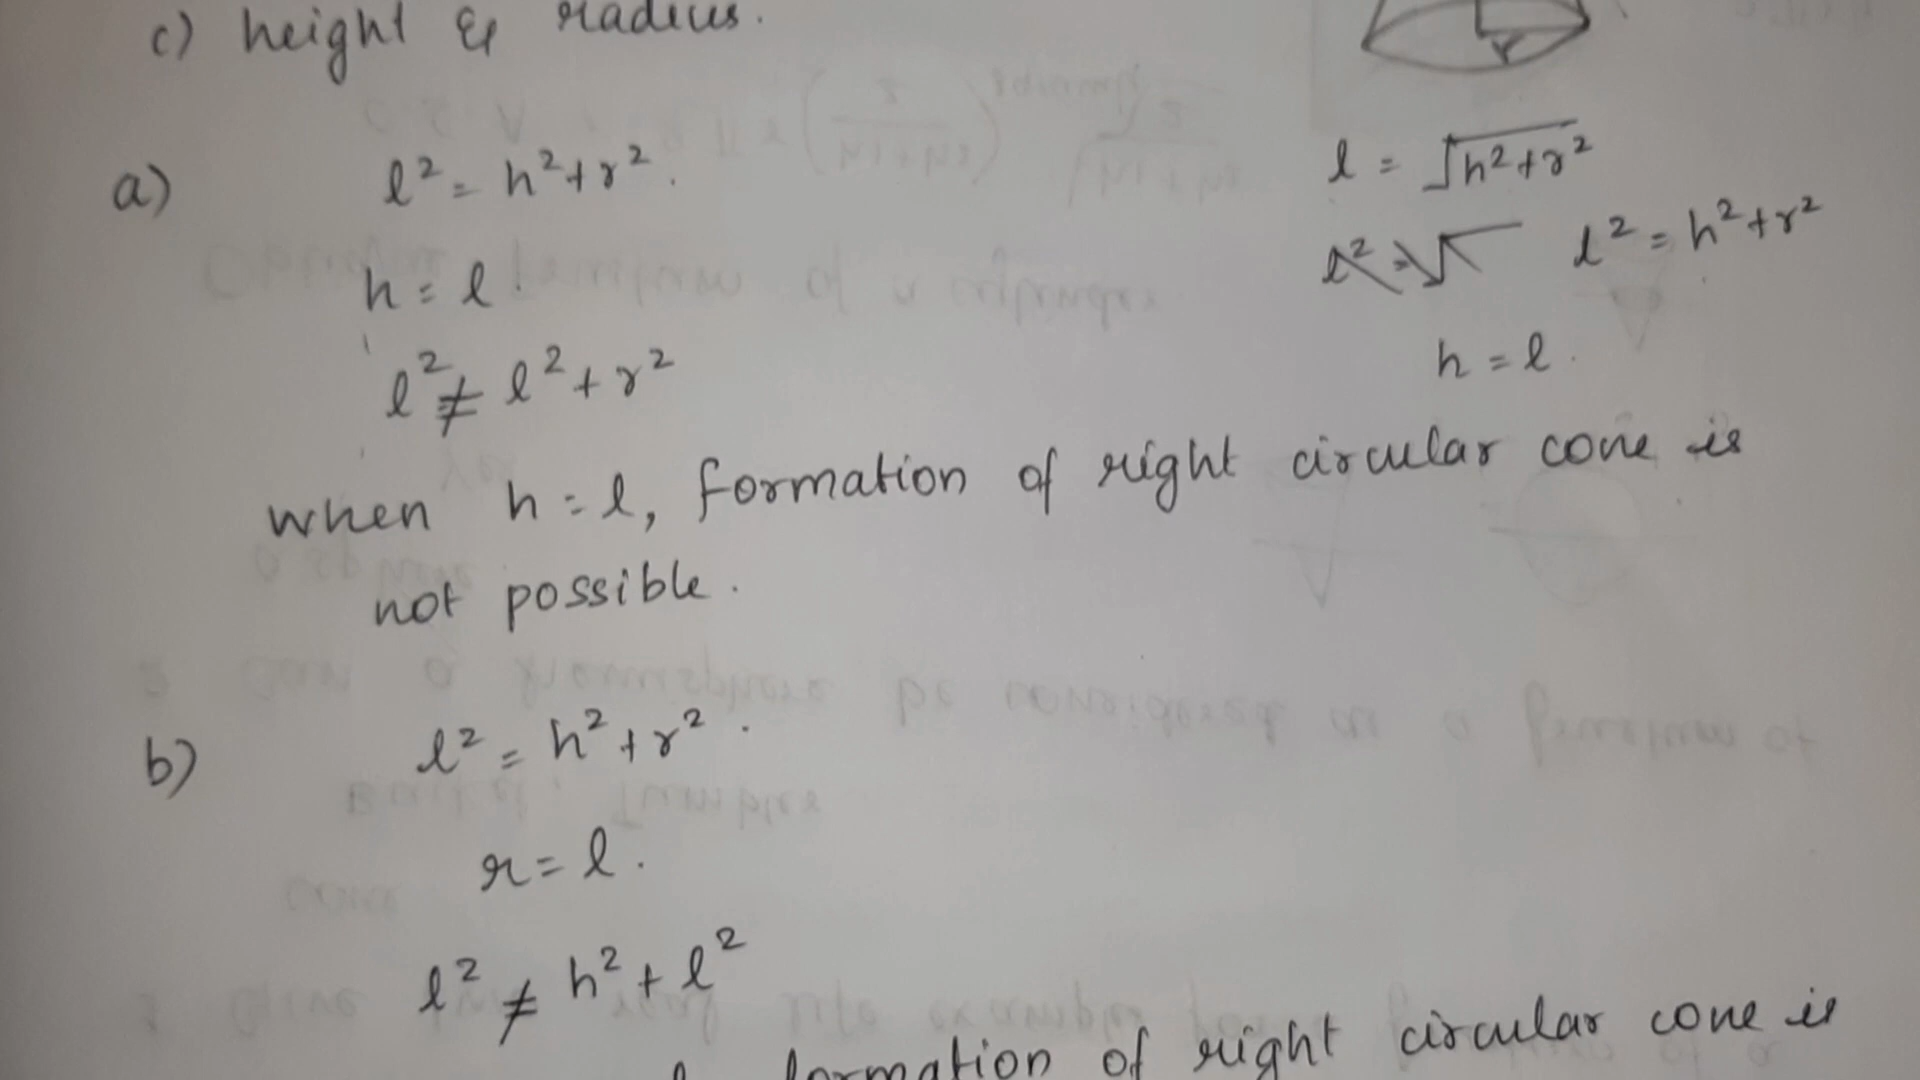 c) height & radius.
a) l² = h²+r². l = √h²+r²
l² = √ l² = h²+r²
h = l. h = l.
l² ≠ l²+r²
when h = l, formation of right circular cone is
not possible.
b) l² = h²+r².
r = l.
l² ≠ h²+l²
formation of right circular cone is